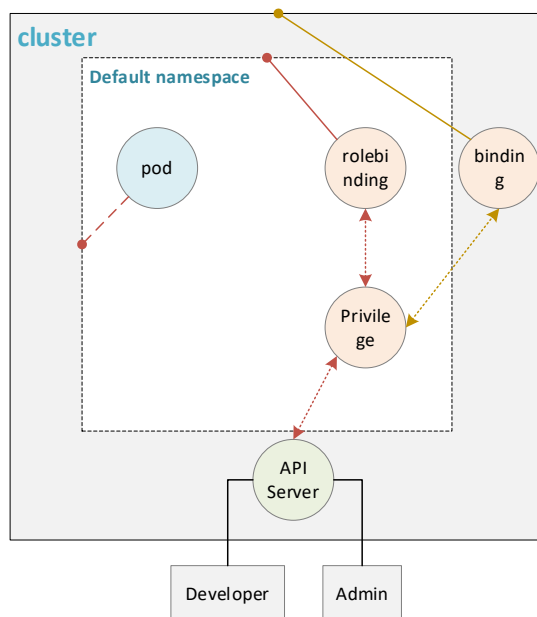 cluster
Default namespace
pod
rolebi
nding
bindin
g
Privile
ge
API
Server
Developer
Admin